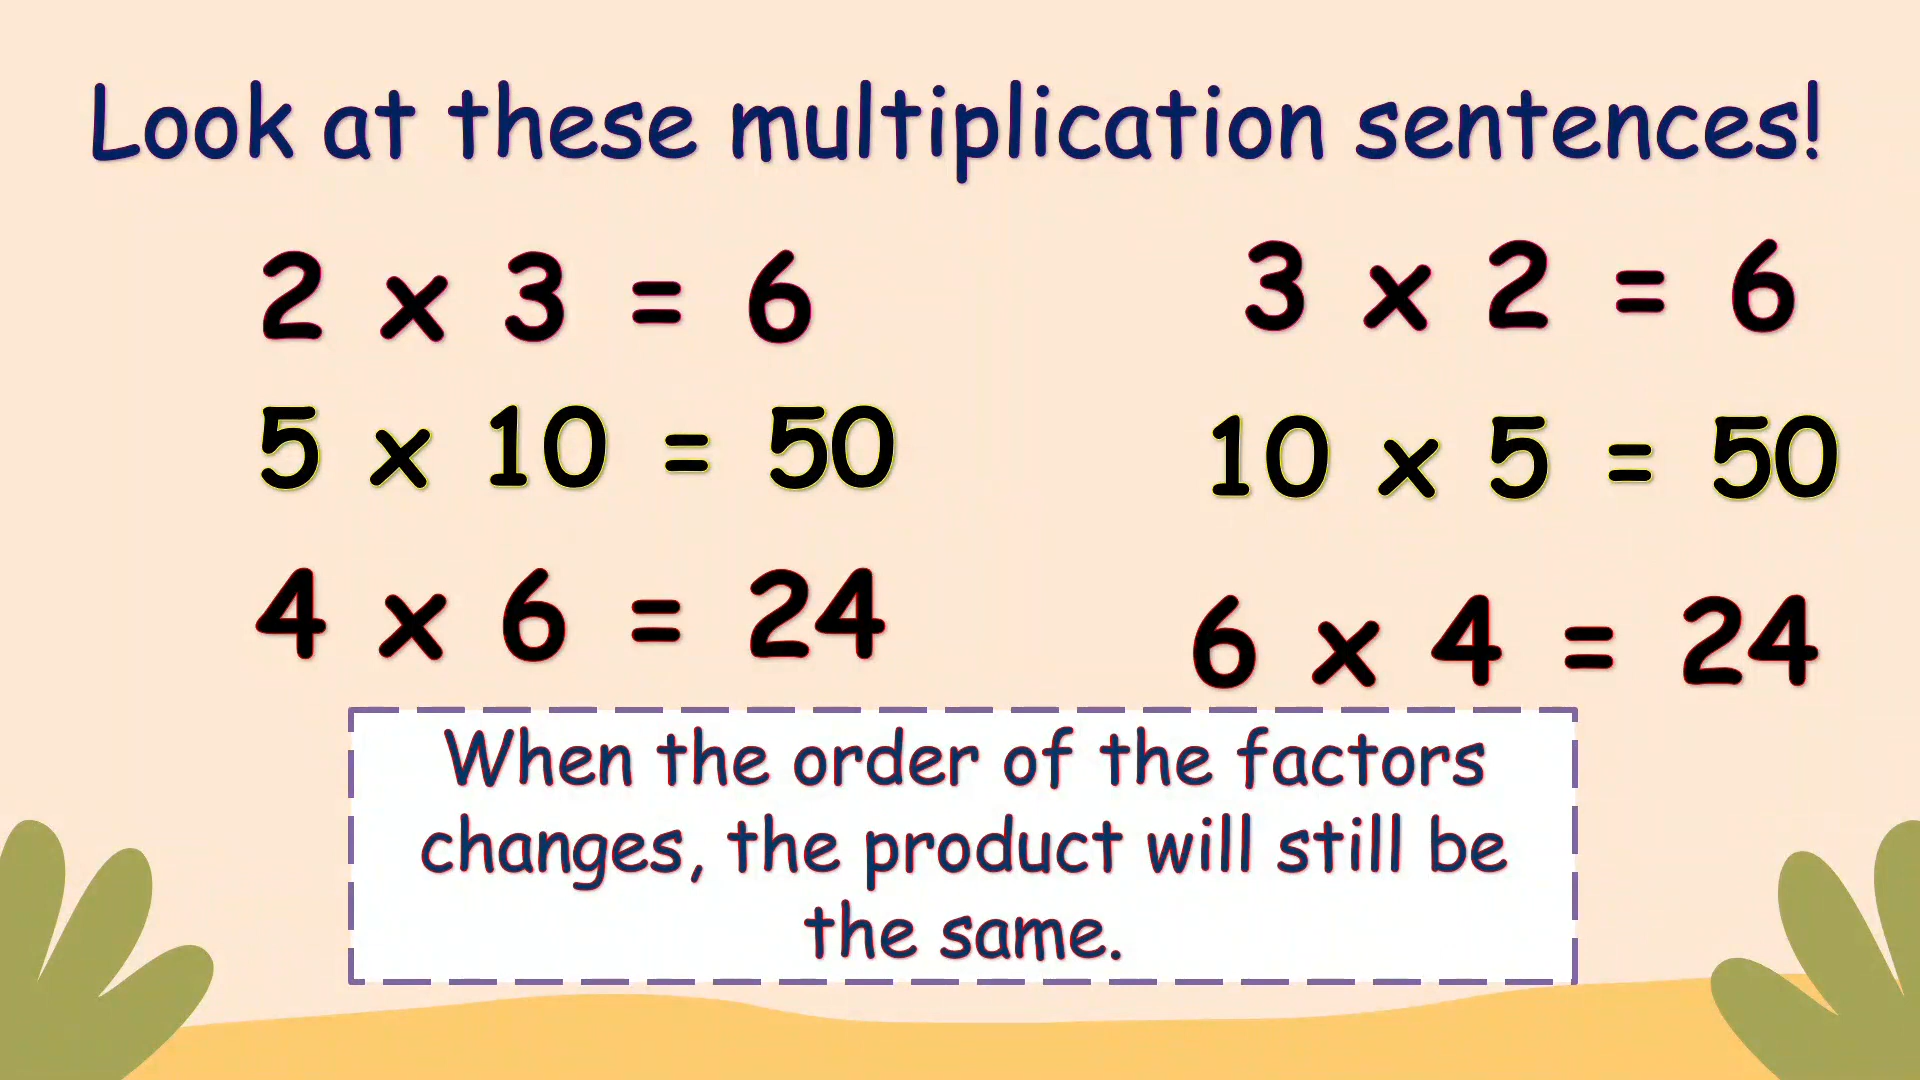 Look at these multiplication sentences!
2 x 3 = 6
3 x 2 = 6
5 x 10 = 50
10 x 5 = 50
4 x 6 = 24
6 x 4 = 24
When the order of the factors
changes, the product will still be
the same.